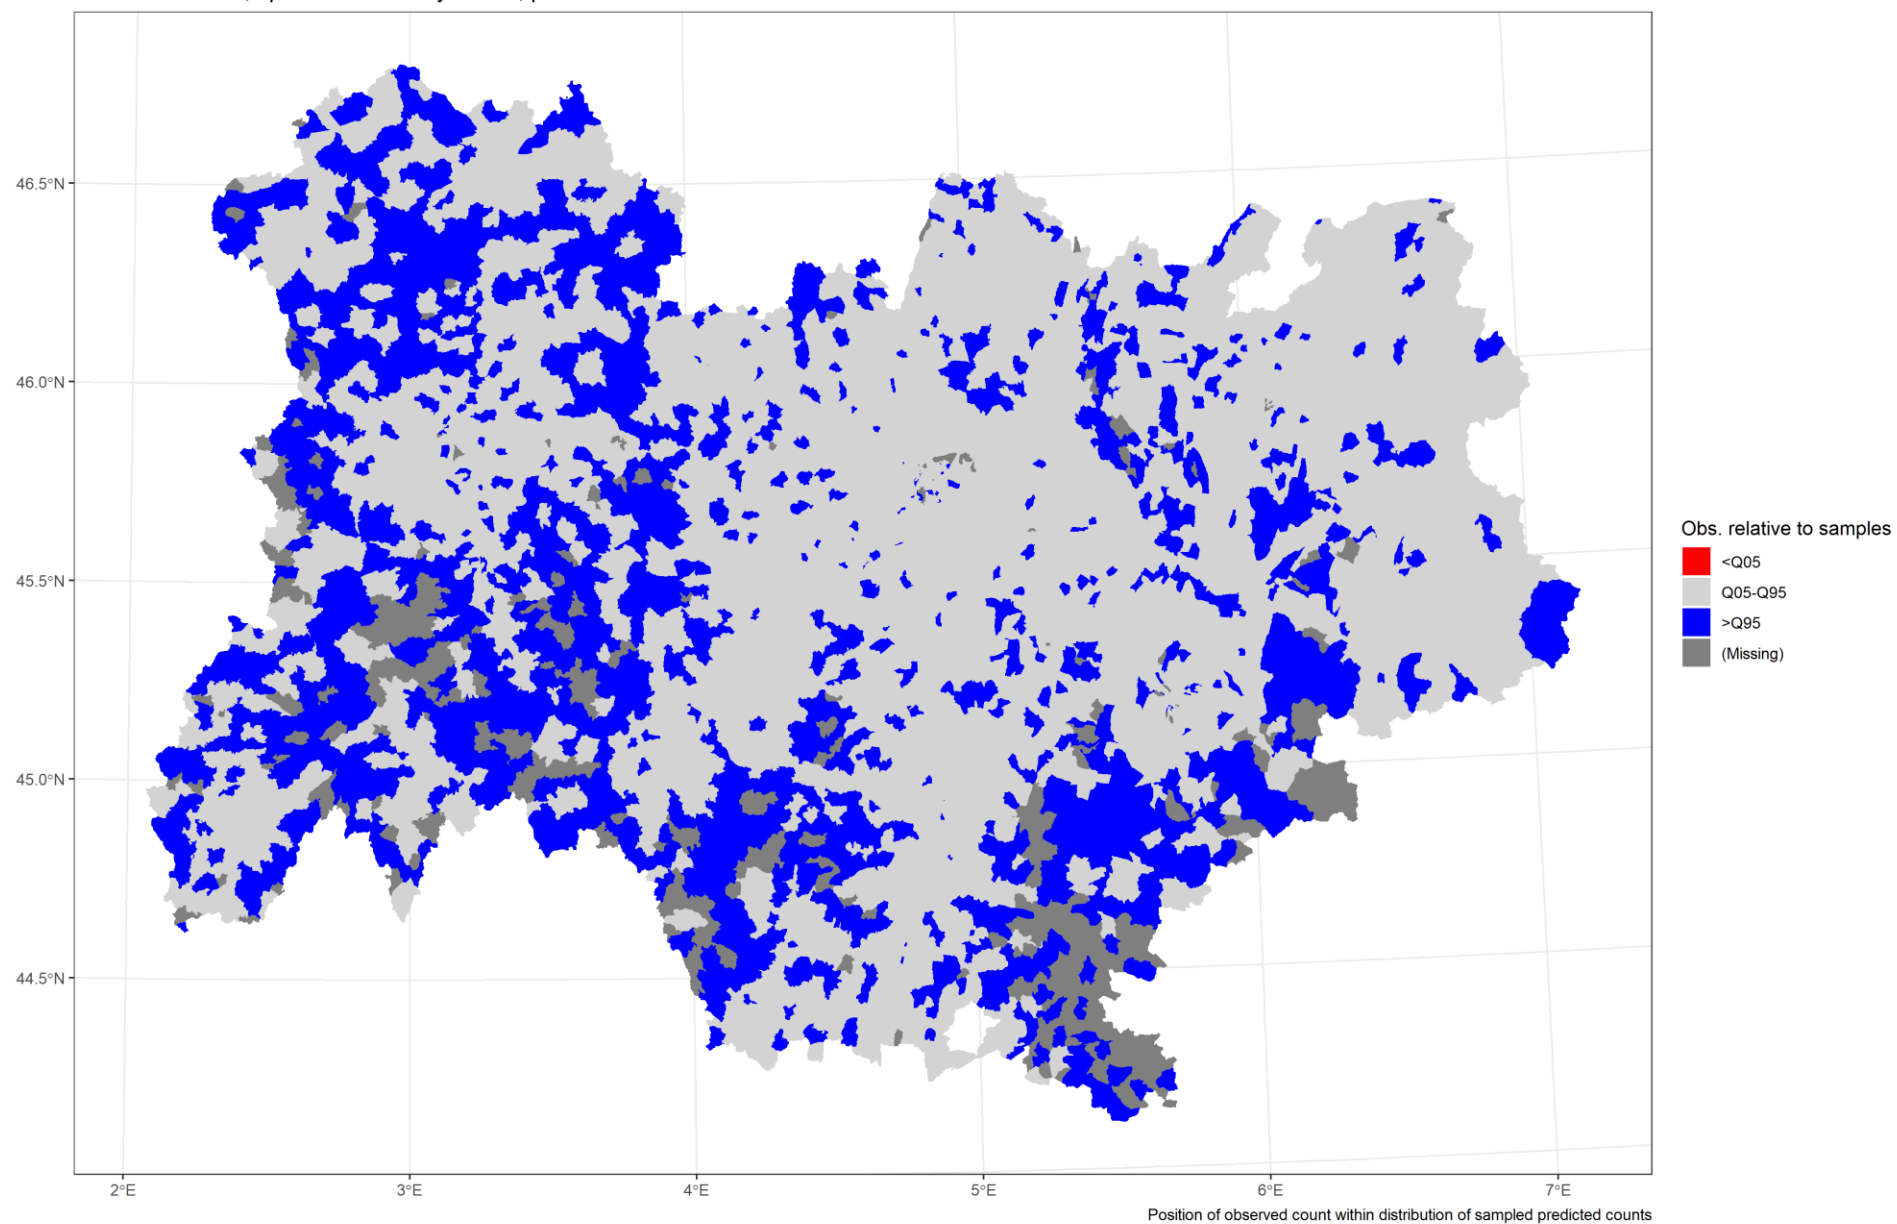 46.5°N
46.0°N
45.5°N
45.0°N
44.5°N
2°E 3°E 4°E 5°E 6°E 7°E
Obs. relative to samples
<Q05
Q05-Q95
>Q95
(Missing)
Position of observed count within distribution of sampled predicted counts